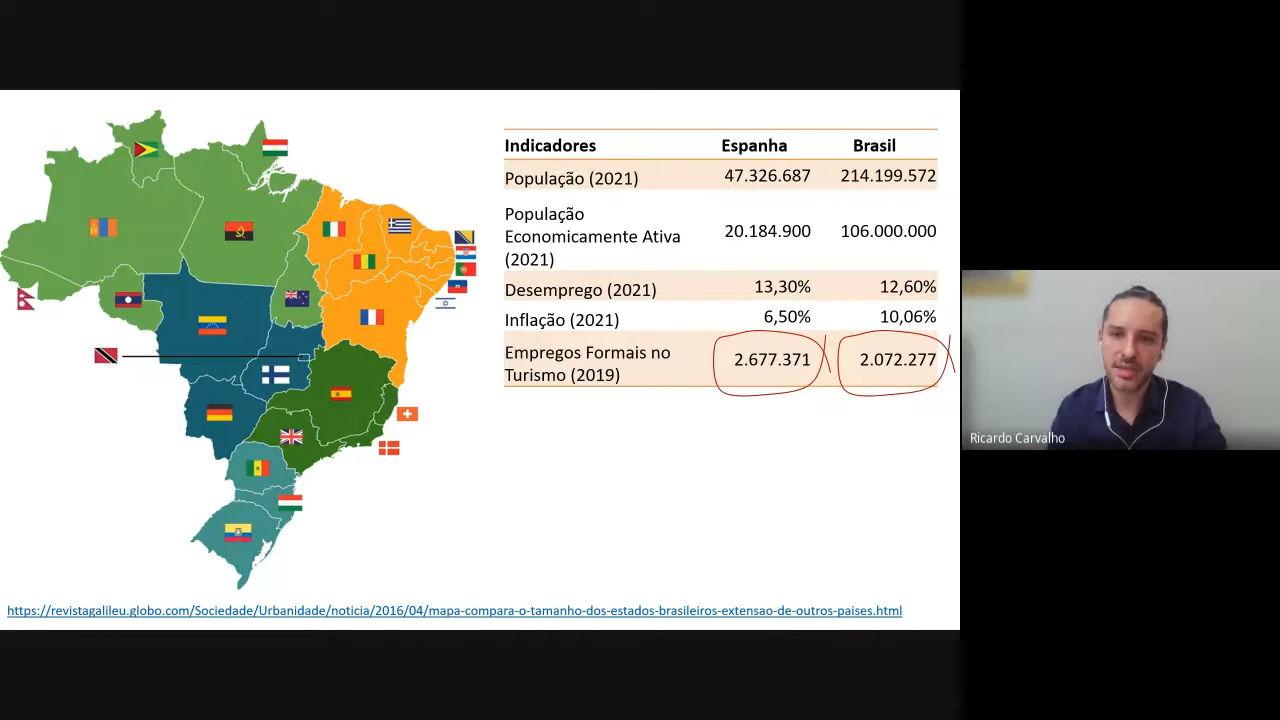 Indicadores Espanha Brasil
População (2021) 47.326.687 214.199.572
População
Economicamente Ativa 20.184.900 106.000.000
(2021)
Desemprego (2021) 13,30% 12,60%
Inflação (2021) 6,50% 10,06%
Empregos Formais no
Turismo (2019) 2.677.371 2.072.277
Ricardo Carvalho
https://revistagalileu.globo.com/Sociedade/Urbanidade/noticia/2016/04/mapa-compara-o-tamanho-dos-estados-brasileiros-extensao-de-outros-paises.html